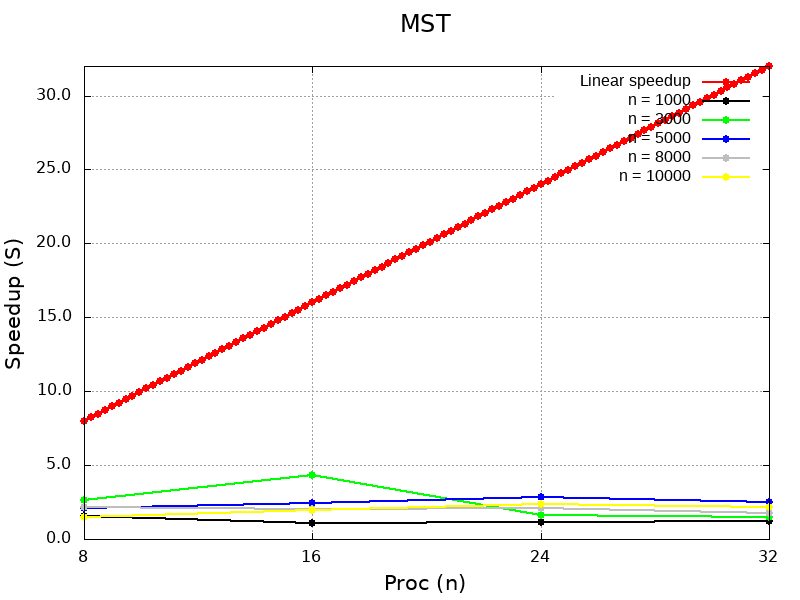 MST
Speedup (S)
30.0
25.0
20.0
15.0
10.0
5.0
0.0
Linear speedup
n = 1000
n = 3000
n = 5000
n = 8000
n = 10000
8
16
24
32
Proc (n)